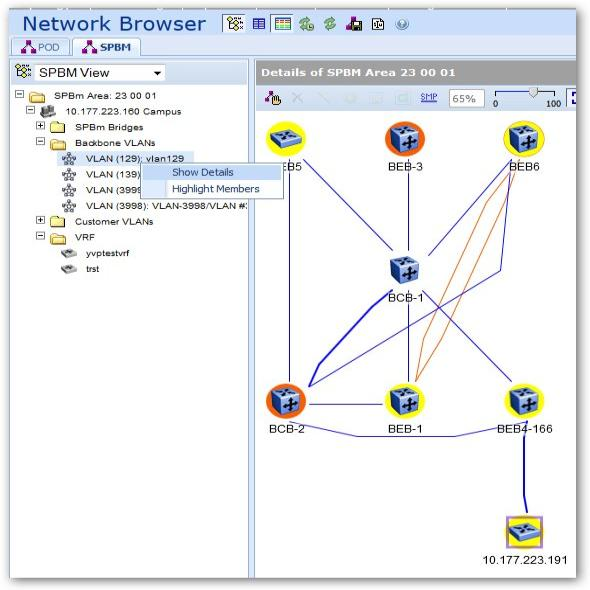 Network Browser
POD SPBM
SPBM View
Details of SPBM Area 23 00 01
SMP 65% 0 100
SPBm Area: 23 00 01
10.177.223.160 Campus
SPBm Bridges
Backbone VLANs
VLAN (129): vlan129
VLAN (139)
VLAN (399
VLAN (3998): VLAN-3998/VLAN #
Show Details
Highlight Members
Customer VLANs
VRF
yvptestvrf
trst
EB5 BEB-3 BEB6
BCB-1
BCB-2 BEB-1 BEB4-166
10.177.223.191